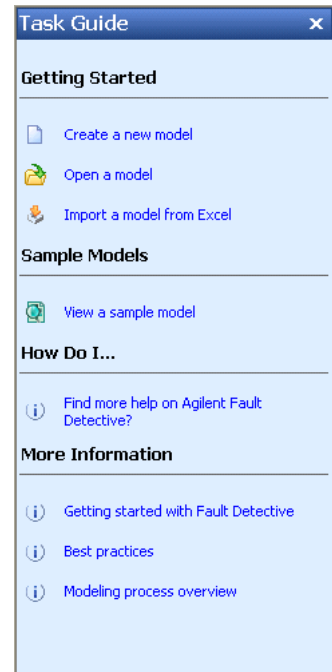 Task Guide
Getting Started
Create a new model
Open a model
Import a model from Excel
Sample Models
View a sample model
How Do I...
Find more help on Agilent Fault
Detective?
More Information
Getting started with Fault Detective
Best practices
Modeling process overview